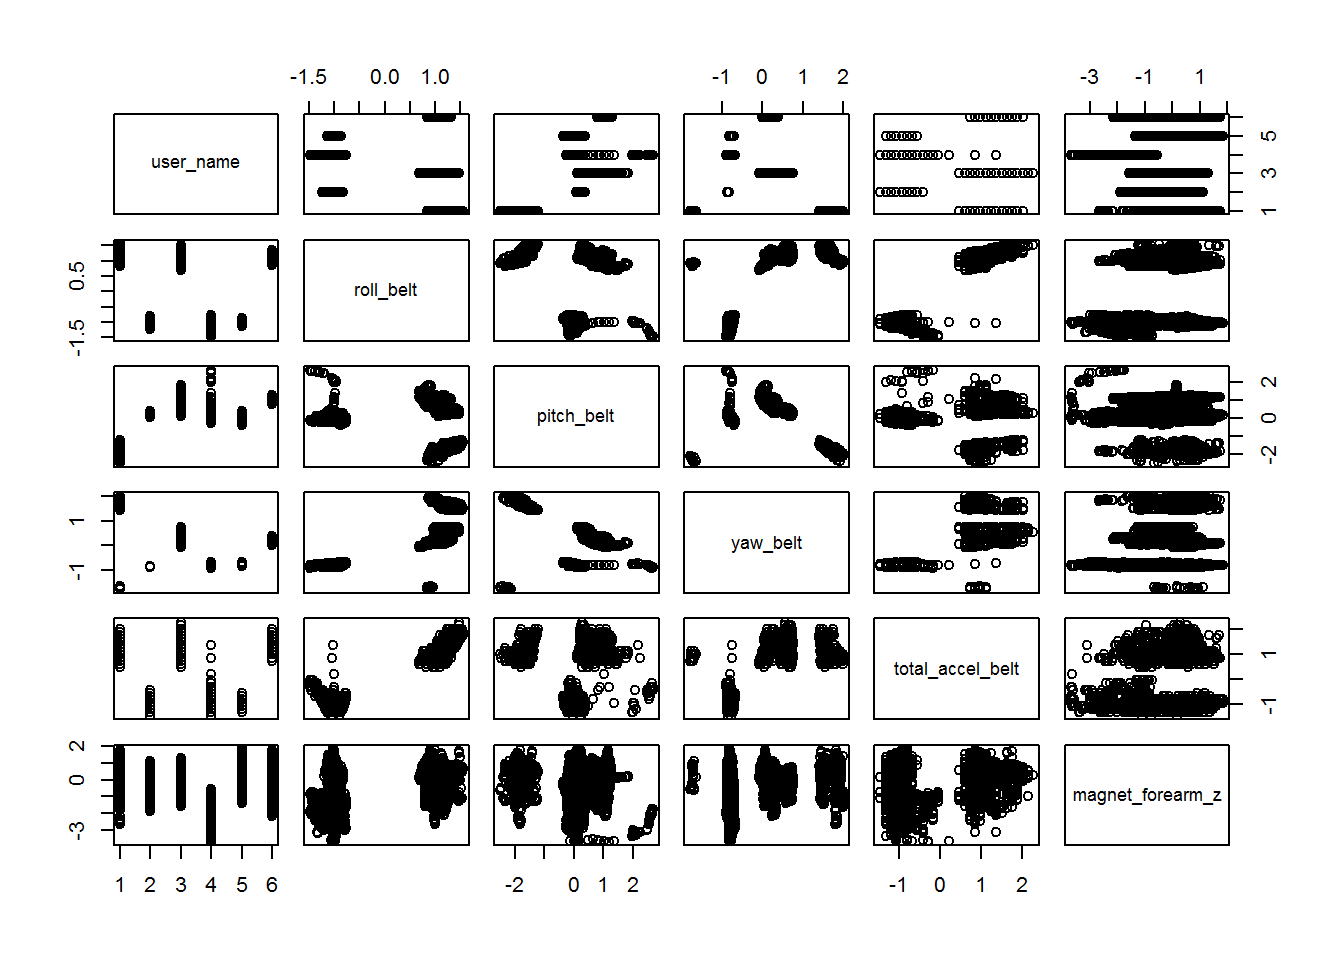 -1.5 0.0 1.0 -1 0 1 2 -3 -1 1
user_name 1 3 5
0.5 -1.5 roll_belt
pitch_belt 2 0 -2
1 -1 yaw_belt
total_accel_belt 1 -1
2 0 -3 magnet_forearm_z
1 2 3 4 5 6 -2 0 1 2 -1 0 1 2